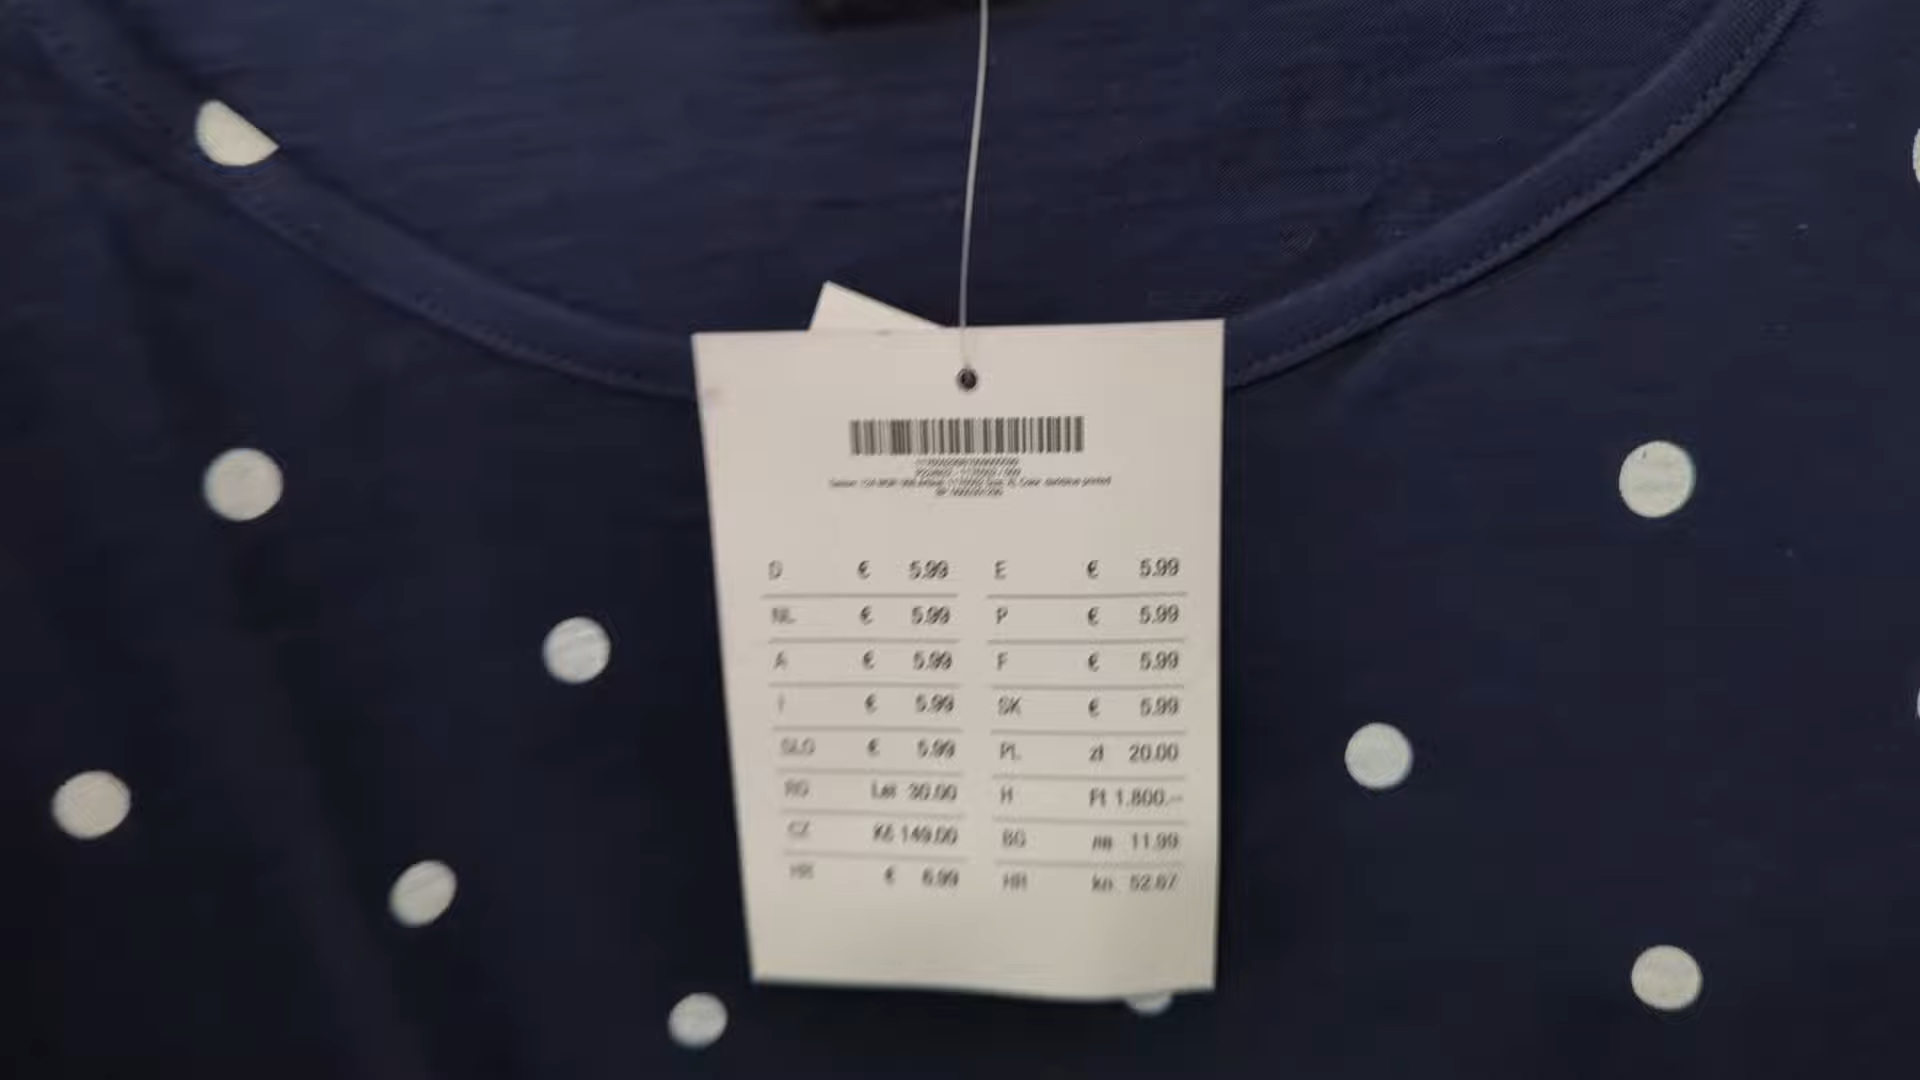 D € 5.99 E € 5.99
NL € 5.99 P € 5.99
A € 5.99 F € 5.99
I € 5.99 SK € 5.99
SLO € 5.99 PL zł 20.00
RO Lei 30.00 H Ft 1.800.--
CZ Kč 149.00 BG лв 11.99
HR € 6.99 HR kn 52.67